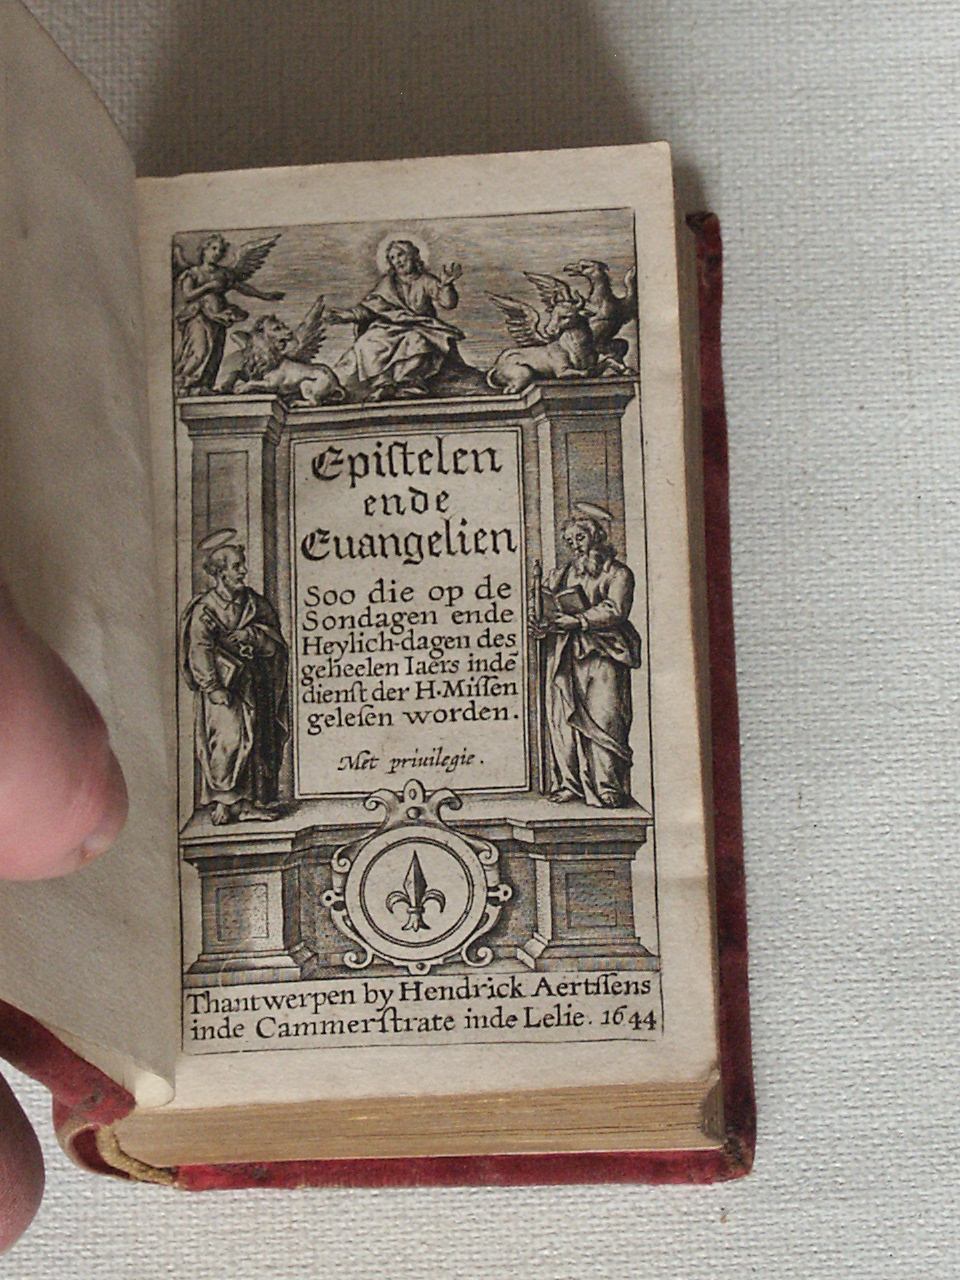 Epiſtelen
ende
Euangelien
Soo die op de
Sondagen ende
Heylich-dagen des
geheelen Iaers indē
dienſt der H. Miſſen
geleſen worden.
Met priuilegie.
Thantwerpen by Hendrick Aertſſens
inde Cammerſtrate inde Lelie. 1644